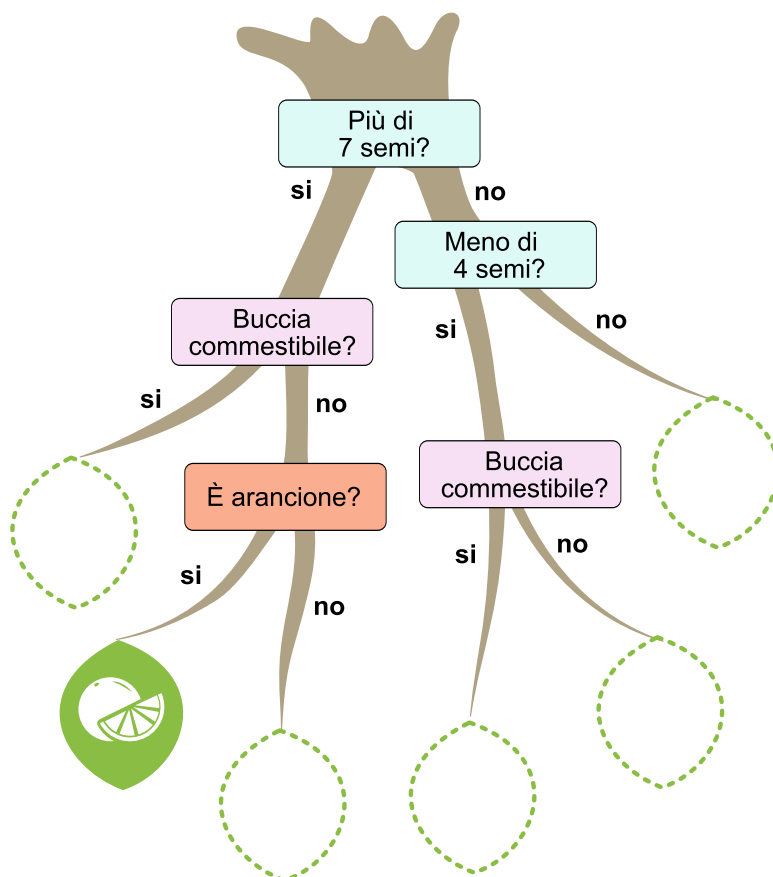 Più di
7 semi?
si
no
Meno di
4 semi?
si
no
Buccia
commestibile?
si
no
Buccia
commestibile?
È arancione?
si
no
si
no